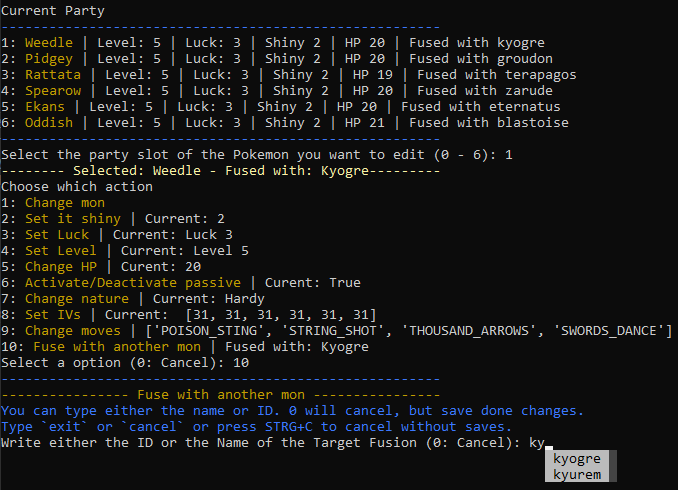 Current Party
-------------------------------------------------------
1: Weedle | Level: 5 | Luck: 3 | Shiny 2 | HP 20 | Fused with kyogre
2: Pidgey | Level: 5 | Luck: 3 | Shiny 2 | HP 20 | Fused with groudon
3: Rattata | Level: 5 | Luck: 3 | Shiny 2 | HP 19 | Fused with terapagos
4: Spearow | Level: 5 | Luck: 3 | Shiny 2 | HP 20 | Fused with zarude
5: Ekans | Level: 5 | Luck: 3 | Shiny 2 | HP 20 | Fused with eternatus
6: Oddish | Level: 5 | Luck: 3 | Shiny 2 | HP 21 | Fused with blastoise
-------------------------------------------------------
Select the party slot of the Pokemon you want to edit (0 - 6): 1
-------- Selected: Weedle - Fused with: Kyogre---------
Choose which action
1: Change mon
2: Set it shiny | Current: 2
3: Set Luck | Current: Luck 3
4: Set Level | Current: Level 5
5: Change HP | Curent: 20
6: Activate/Deactivate passive | Curent: True
7: Change nature | Current: Hardy
8: Set IVs | Current:  [31, 31, 31, 31, 31, 31]
9: Change moves | ['POISON_STING', 'STRING_SHOT', 'THOUSAND_ARROWS', 'SWORDS_DANCE']
10: Fuse with another mon | Fused with: Kyogre
Select a option (0: Cancel): 10
-------------------------------------------------------
---------------- Fuse with another mon ----------------
You can type either the name or ID. 0 will cancel, but save done changes.
Type `exit` or `cancel` or press STRG+C to cancel without saves.
Write either the ID or the Name of the Target Fusion (0: Cancel): ky
kyogre
kyurem